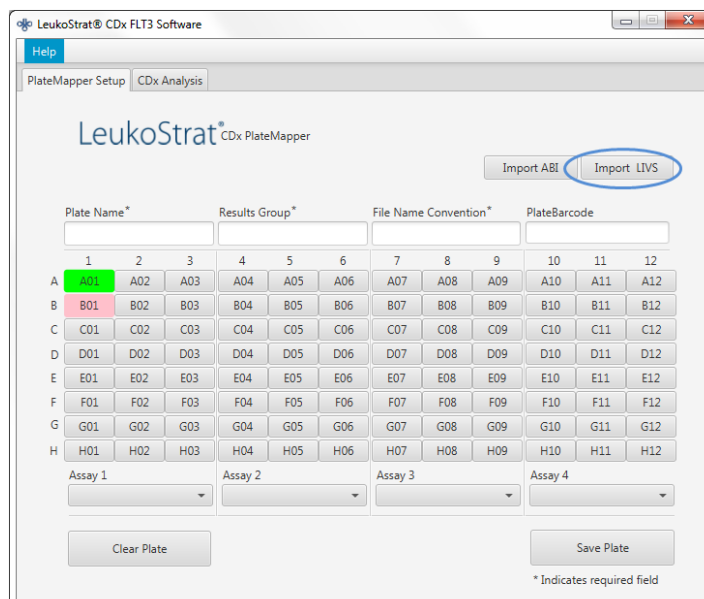 LeukoStrat® CDx FLT3 Software
Help
PlateMapper Setup CDx Analysis
LeukoStrat® CDx PlateMapper
Import ABI Import LIVS
Plate Name* Results Group* File Name Convention* PlateBarcode
1 2 3 4 5 6 7 8 9 10 11 12
A A01 A02 A03 A04 A05 A06 A07 A08 A09 A10 A11 A12
B B01 B02 B03 B04 B05 B06 B07 B08 B09 B10 B11 B12
C C01 C02 C03 C04 C05 C06 C07 C08 C09 C10 C11 C12
D D01 D02 D03 D04 D05 D06 D07 D08 D09 D10 D11 D12
E E01 E02 E03 E04 E05 E06 E07 E08 E09 E10 E11 E12
F F01 F02 F03 F04 F05 F06 F07 F08 F09 F10 F11 F12
G G01 G02 G03 G04 G05 G06 G07 G08 G09 G10 G11 G12
H H01 H02 H03 H04 H05 H06 H07 H08 H09 H10 H11 H12
Assay 1 Assay 2 Assay 3 Assay 4
Clear Plate Save Plate
* Indicates required field